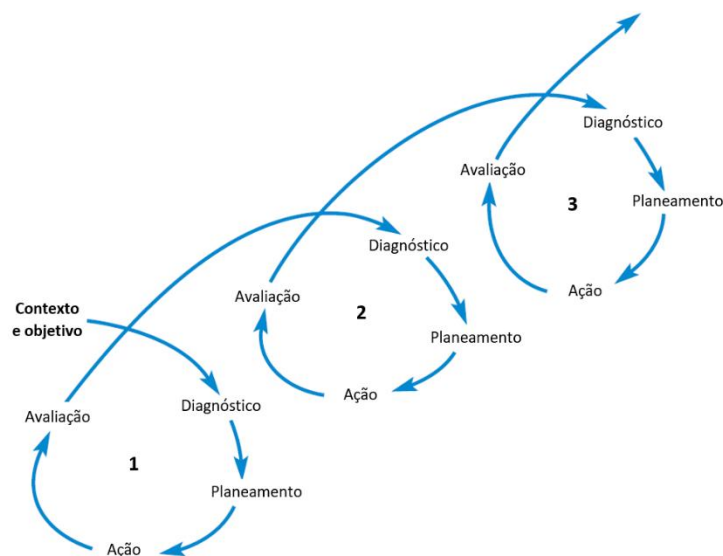 Contexto
e objetivo
Diagnóstico
Planeamento
Ação
Avaliação
1
Diagnóstico
Planeamento
Ação
Avaliação
2
Diagnóstico
Planeamento
Ação
Avaliação
3